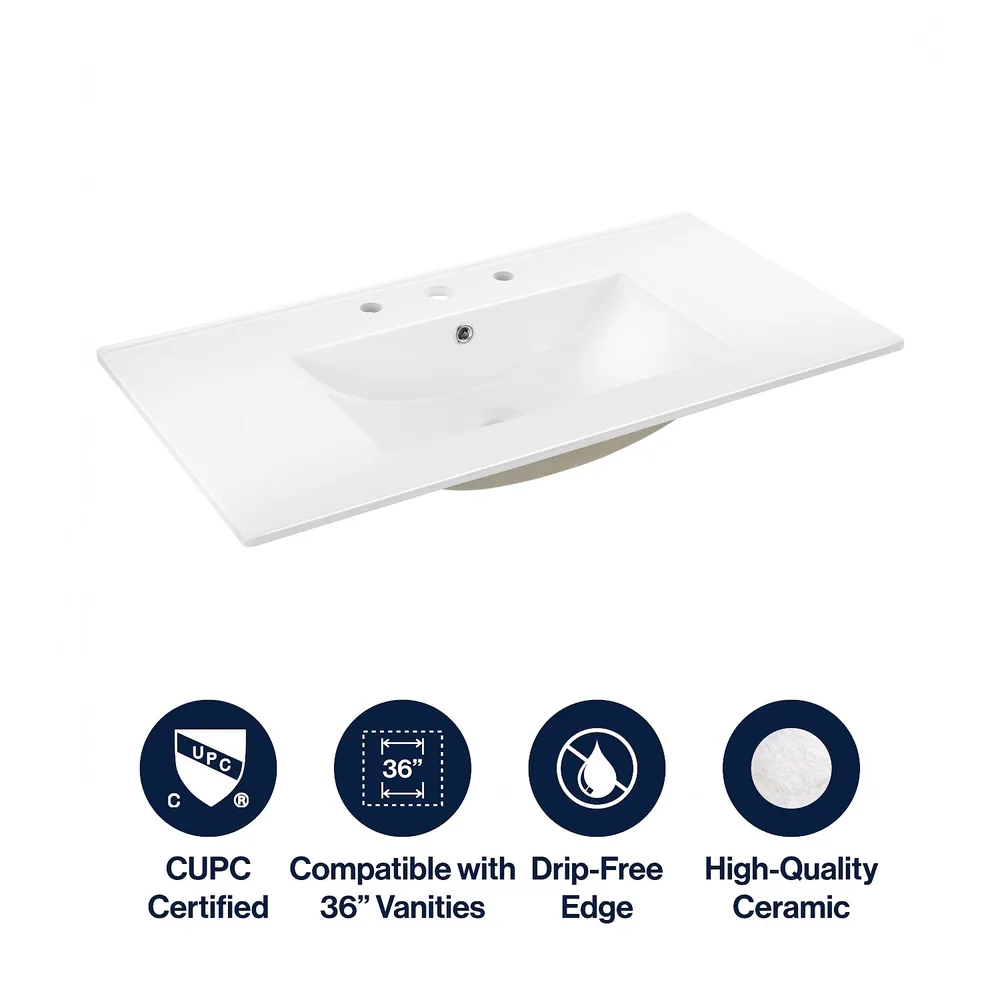 UPC
C ®
36”
CUPC
Certified
Compatible with
36” Vanities
Drip-Free
Edge
High-Quality
Ceramic